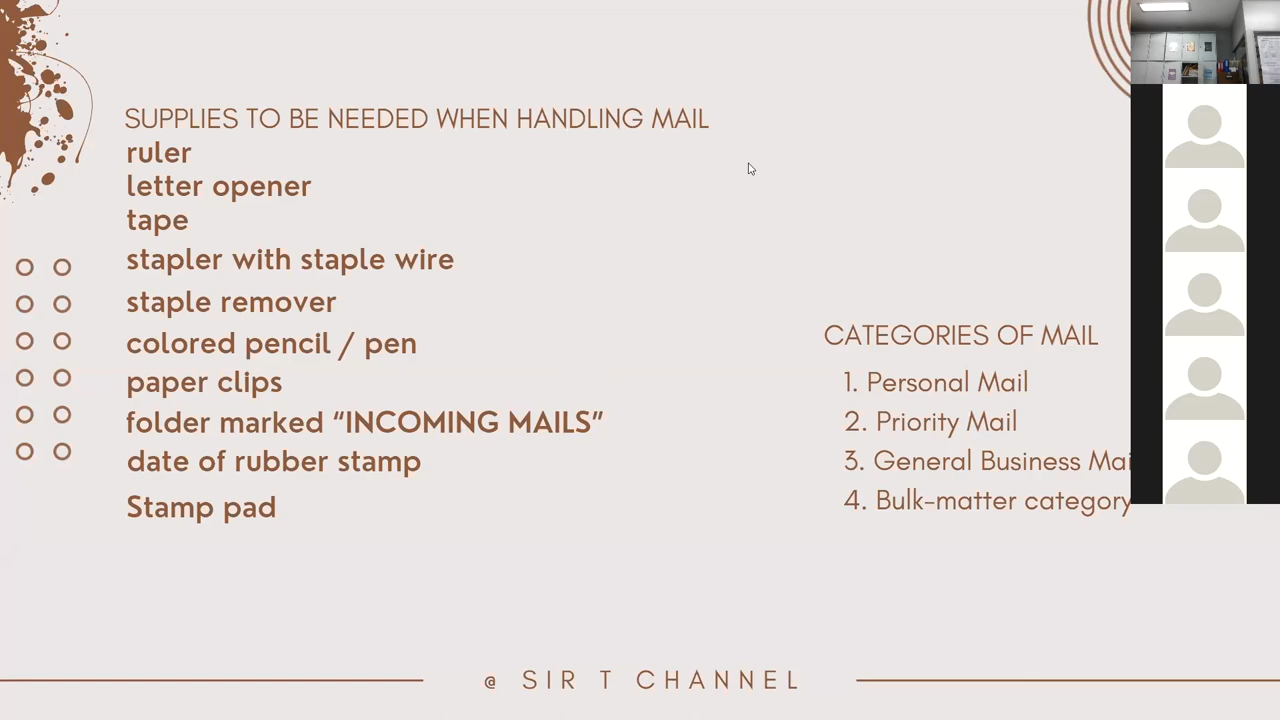 SUPPLIES TO BE NEEDED WHEN HANDLING MAIL
ruler
letter opener
tape
stapler with staple wire
staple remover
colored pencil / pen
paper clips
folder marked “INCOMING MAILS”
date of rubber stamp
Stamp pad
CATEGORIES OF MAIL
1. Personal Mail
2. Priority Mail
3. General Business Mai
4. Bulk-matter category
@ SIR T CHANNEL